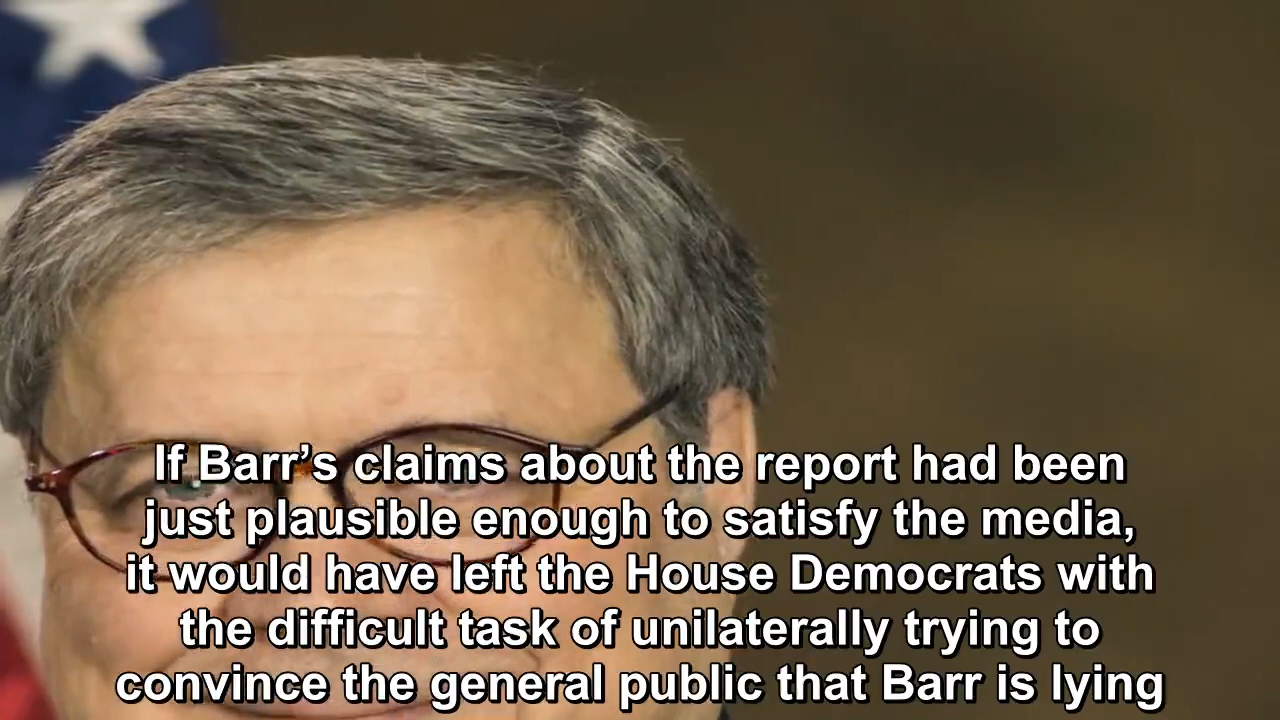 If Barr’s claims about the report had been
just plausible enough to satisfy the media,
it would have left the House Democrats with
the difficult task of unilaterally trying to
convince the general public that Barr is lying